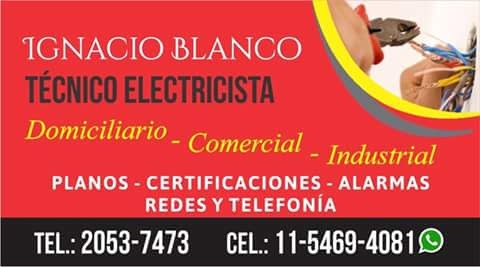 Ignacio Blanco
TÉCNICO ELECTRICISTA
Domiciliario - Comercial - Industrial
PLANOS - CERTIFICACIONES - ALARMAS
REDES Y TELEFONÍA
TEL.: 2053-7473 CEL.: 11-5469-4081